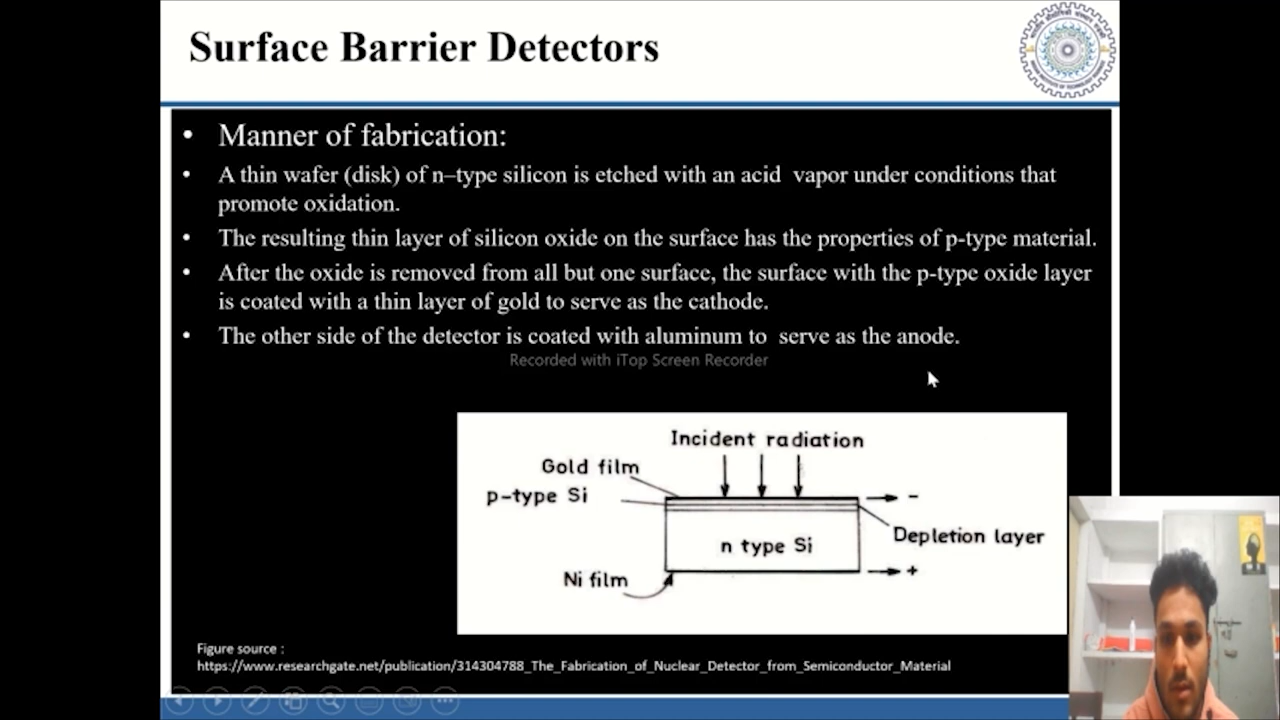 Surface Barrier Detectors
• Manner of fabrication:
• A thin wafer (disk) of n–type silicon is etched with an acid vapor under conditions that
promote oxidation.
• The resulting thin layer of silicon oxide on the surface has the properties of p-type material.
• After the oxide is removed from all but one surface, the surface with the p-type oxide layer
is coated with a thin layer of gold to serve as the cathode.
• The other side of the detector is coated with aluminum to serve as the anode.
Recorded with iTop Screen Recorder
Incident radiation
Gold film
p-type Si
-
Depletion layer
n type Si
+
Ni film
Figure source :
https://www.researchgate.net/publication/314304788_The_Fabrication_of_Nuclear_Detector_from_Semiconductor_Material